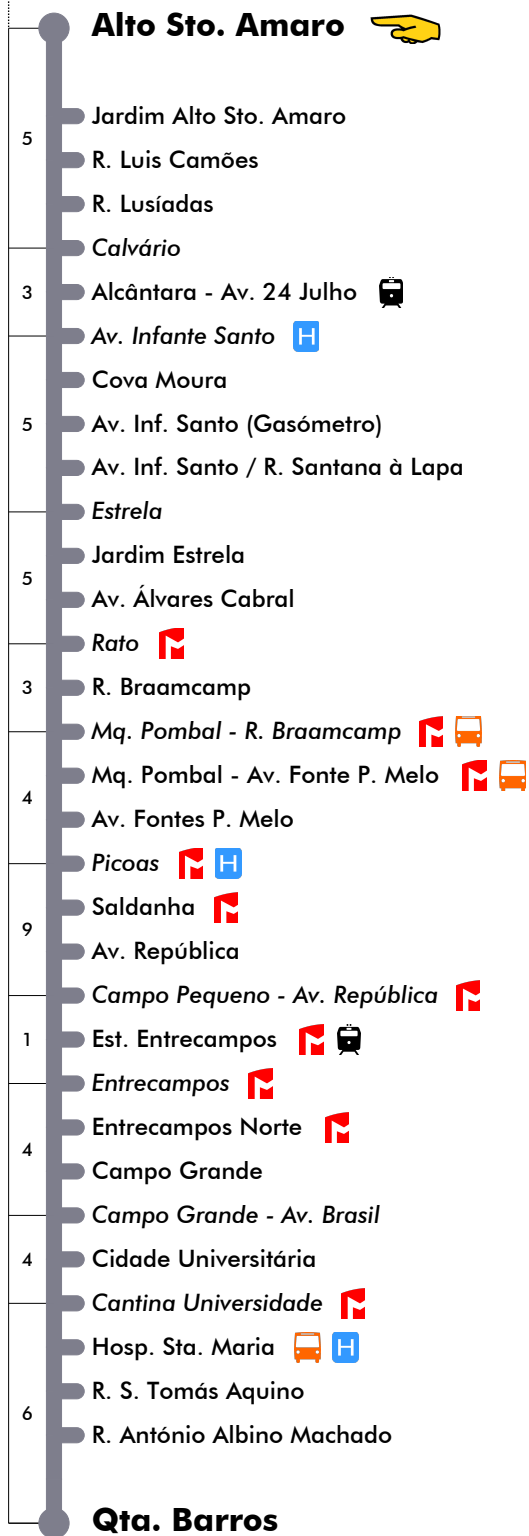 Alto Sto. Amaro
5
Jardim Alto Sto. Amaro
R. Luis Camões
R. Lusíadas
Calvário
3
Alcântara - Av. 24 Julho
Av. Infante Santo H
Cova Moura
5
Av. Inf. Santo (Gasómetro)
Av. Inf. Santo / R. Santana à Lapa
Estrela
Jardim Estrela
5
Av. Álvares Cabral
Rato
3
R. Braamcamp
Mq. Pombal - R. Braamcamp
Mq. Pombal - Av. Fonte P. Melo
4
Av. Fontes P. Melo
Picoas H
Saldanha
9
Av. República
Campo Pequeno - Av. República
1
Est. Entrecampos
Entrecampos
Entrecampos Norte
4
Campo Grande
Campo Grande - Av. Brasil
4
Cidade Universitária
Cantina Universidade
Hosp. Sta. Maria H
R. S. Tomás Aquino
6
R. António Albino Machado
Qta. Barros